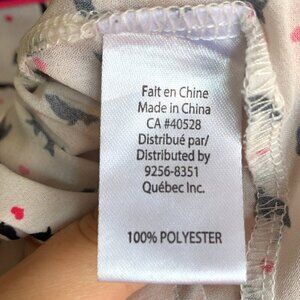 Fait en Chine
Made in China
CA #40528
Distribué par/
Distributed by
9256-8351
Québec Inc.
100% POLYESTER